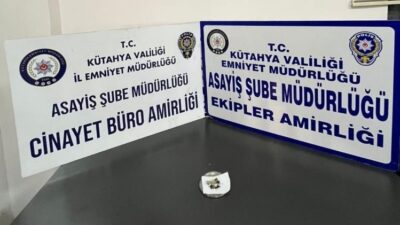 T.C.
KÜTAHYA VALİLİĞİ
İL EMNİYET MÜDÜRLÜĞÜ
ASAYİŞ ŞUBE MÜDÜRLÜĞÜ
CİNAYET BÜRO AMİRLİĞİ
T.C.
KÜTAHYA VALİLİĞİ
EMNİYET MÜDÜRLÜĞÜ
ASAYİŞ ŞUBE MÜDÜRLÜĞÜ
EKİPLER AMİRLİĞİ